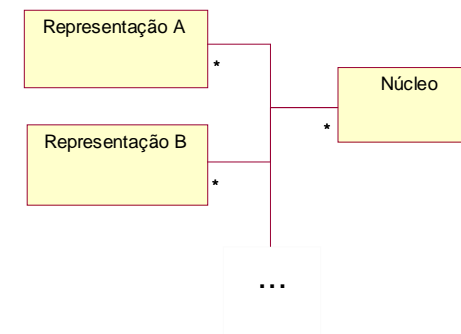 Representação A
*
Núcleo
*
Representação B
*
...